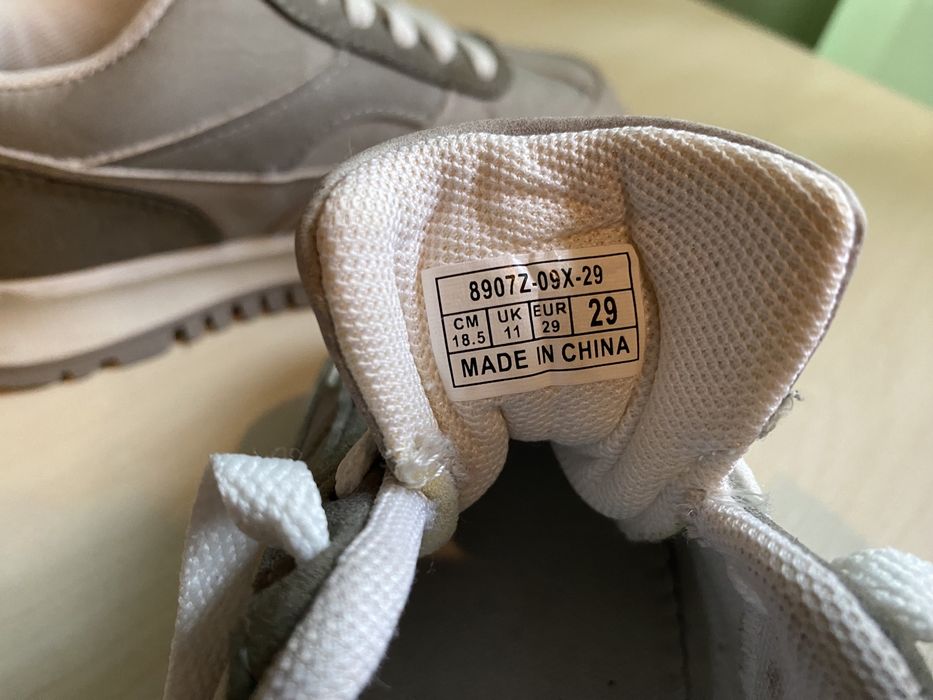 8907Z-09X-29
CM UK EUR 29
18.5 11 29
MADE IN CHINA